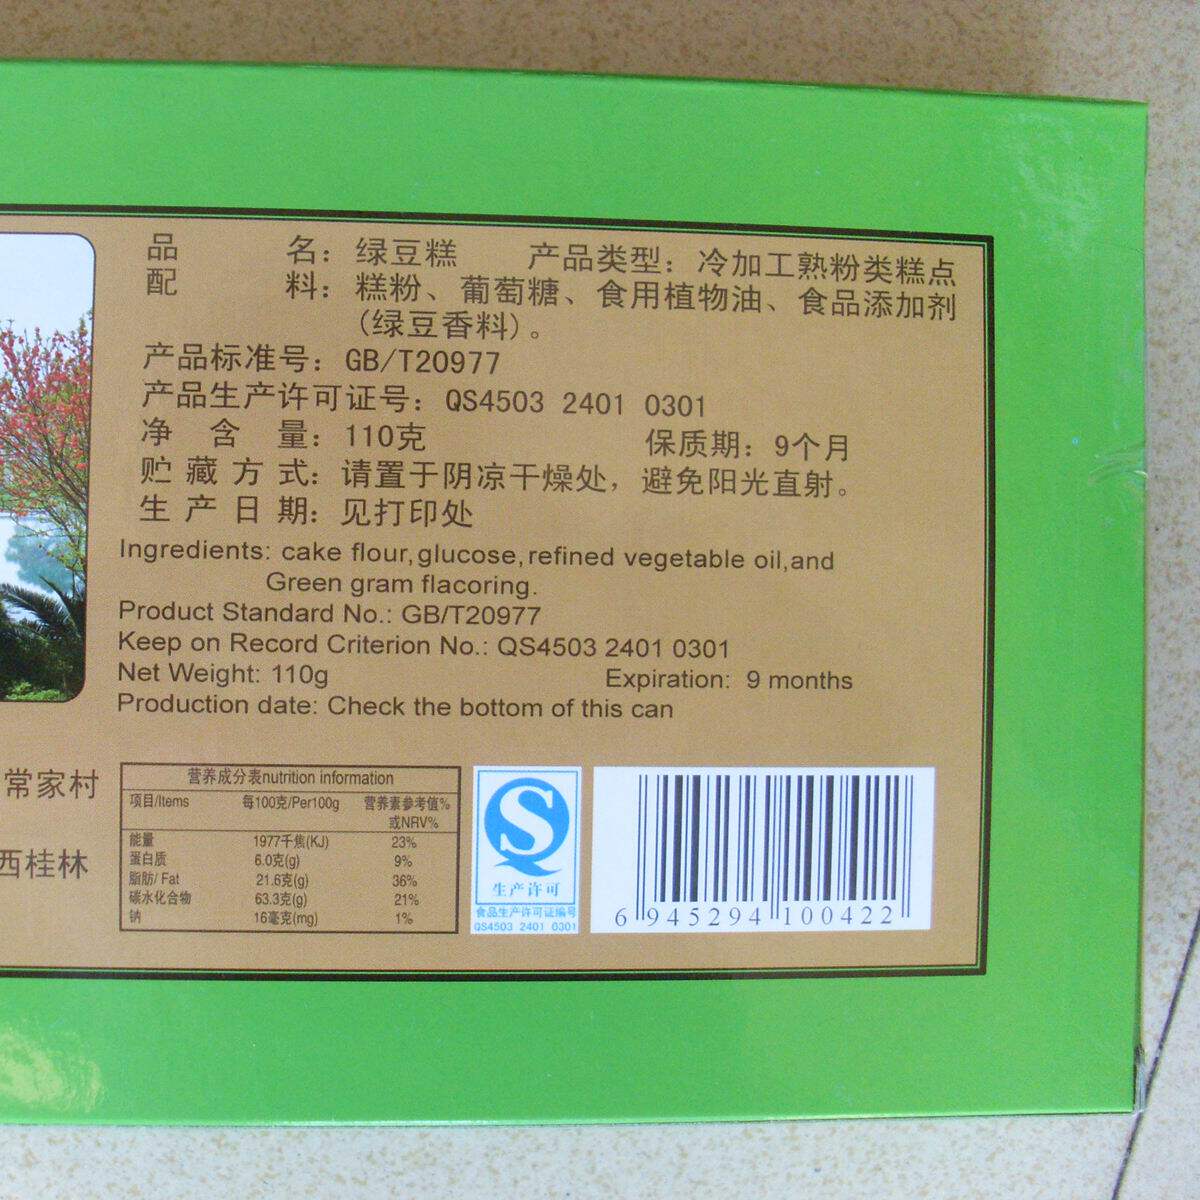 品 名：绿豆糕 产品类型：冷加工熟粉类糕点
配 料：糕粉、葡萄糖、食用植物油、食品添加剂
(绿豆香料)。
产品标准号：GB/T20977
产品生产许可证号：QS4503 2401 0301
净 含 量：110克 保质期：9个月
贮 藏 方 式：请置于阴凉干燥处，避免阳光直射。
生 产 日 期：见打印处
Ingredients: cake flour,glucose,refined vegetable oil,and
Green gram flacoring.
Product Standard No.: GB/T20977
Keep on Record Criterion No.: QS4503 2401 0301
Net Weight: 110g Expiration: 9 months
Production date: Check the bottom of this can
常家村
西桂林
营养成分表nutrition information
项目/Items 每100克/Per100g 营养素参考值%
或NRV%
能量 1977千焦(KJ) 23%
蛋白质 6.0克(g) 9%
脂肪/ Fat 21.6克(g) 36%
碳水化合物 63.3克(g) 21%
钠 16毫克(mg) 1%
生产许可
食品生产许可证编号
QS4503 2401 0301
6 945294 100422